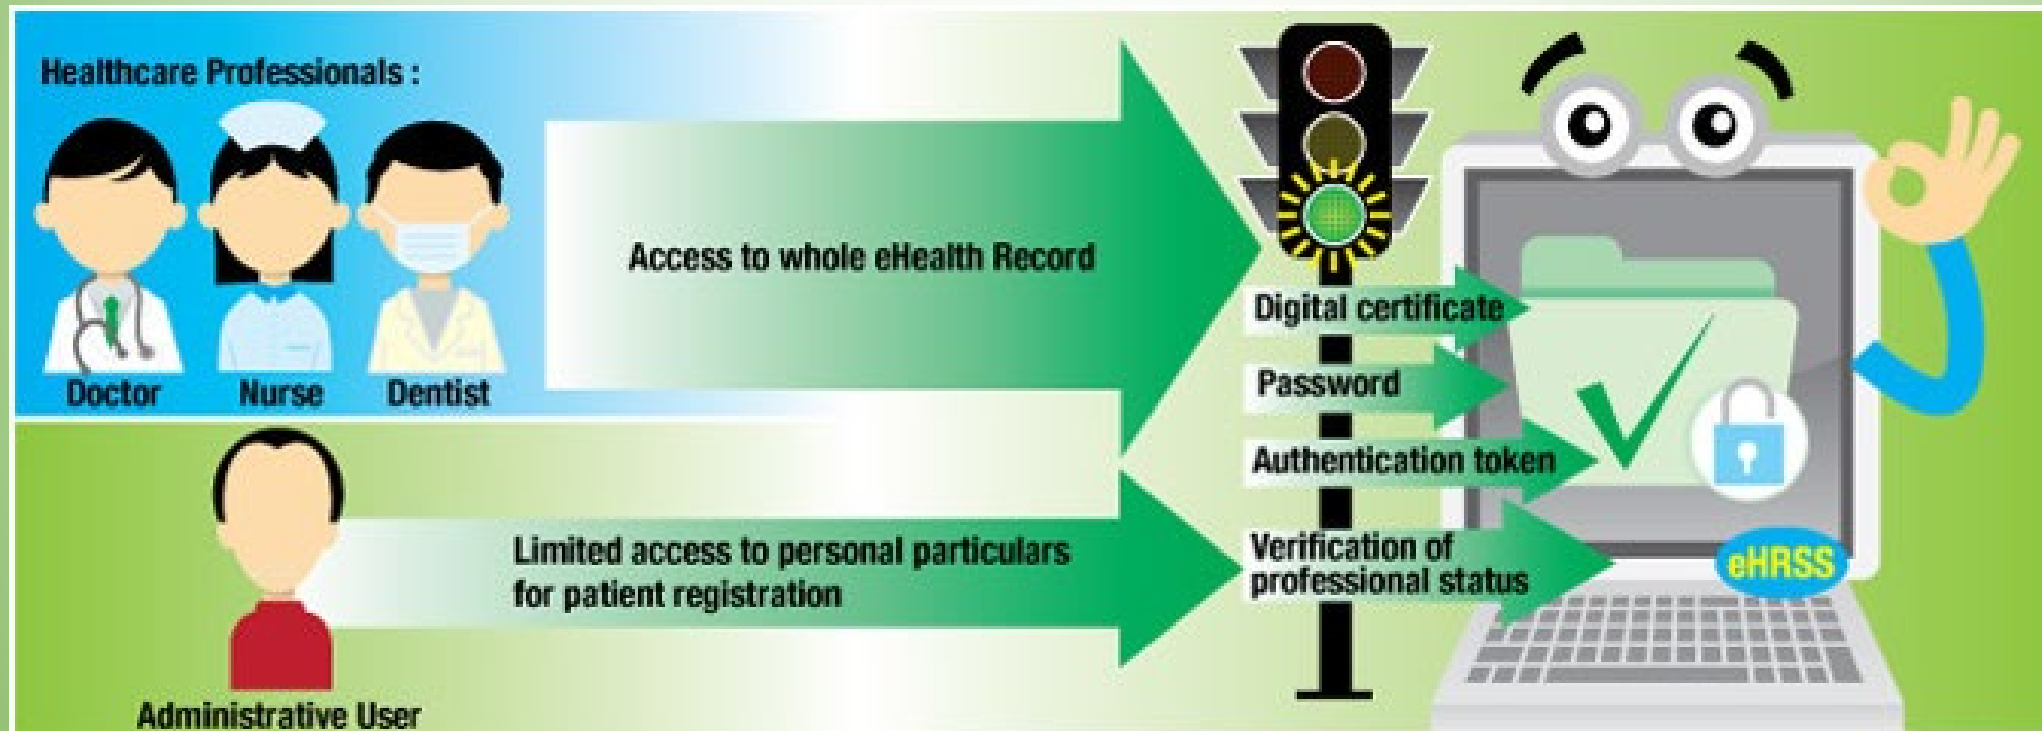 Healthcare Professionals :
Doctor
Nurse
Dentist
Access to whole eHealth Record
Administrative User
Limited access to personal particulars
for patient registration
Digital certificate
Password
Authentication token
Verification of
professional status
eHRSS